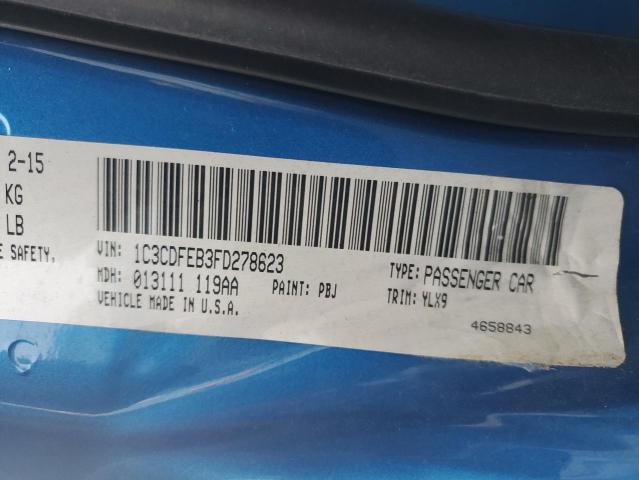 2-15
KG
LB
E SAFETY,
VIN: 1C3CDFEB3FD278623
MDH: 013111 119AA PAINT: PBJ
VEHICLE MADE IN U.S.A.
TYPE: PASSENGER CAR
TRIM: YLX9
4658843